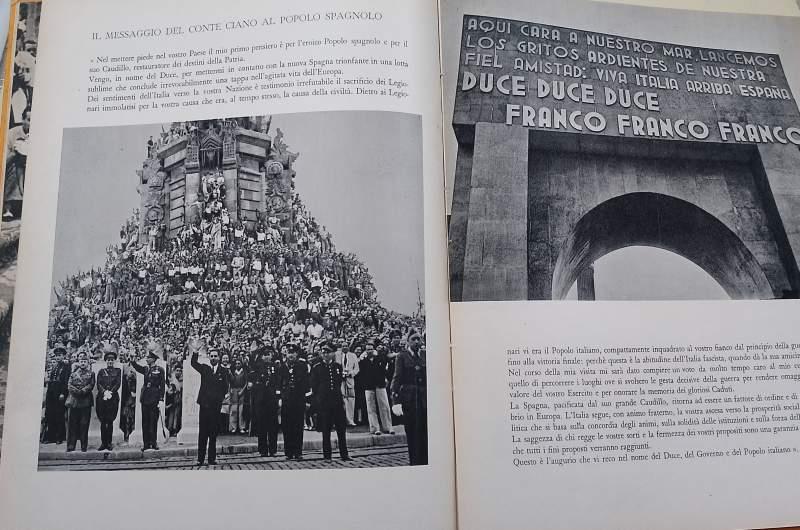 IL MESSAGGIO DEL CONTE CIANO AL POPOLO SPAGNOLO
« Nel mettere piede nel vostro Paese il mio primo pensiero è per l'eroico Popolo spagnolo e per il
suo Caudillo, restauratore dei destini della Patria.
Vengo, in nome del Duce, per mettermi in contatto con la nuova Spagna trionfante in una lotta
sublime che conclude irrevocabilmente una tappa nell'agitata vita dell'Europa.
Dei sentimenti dell'Italia verso la vostra Nazione è testimonio irrefutabile il sacrificio dei Legio-
nari immolatisi per la vostra causa che era, al tempo stesso, la causa della civiltà. Dietro ai Legio-
AQUI CARA A NUESTRO MAR, LANCEMOS
LOS GRITOS ARDIENTES DE NUESTRA
FIEL AMISTAD: VIVA ITALIA ARRIBA ESPAÑA
DUCE DUCE DUCE
FRANCO FRANCO FRANCO
nari vi era il Popolo italiano, compattamente inquadrato al vostro fianco dal principio della
fino alla vittoria finale: perchè questa è la abitudine dell'Italia fascista, quando dà la sua
Nel corso della mia visita mi sarà dato compiere un voto da molto tempo caro al mio
quello di percorrere i luoghi ove si svolsero le gesta decisive della guerra per rendere
valore del vostro Esercito e per onorare la memoria dei gloriosi Caduti.
La Spagna, pacificata dal suo grande Caudillo, ritorna ad essere un fattore di ordine e di
brio in Europa. L'Italia segue, con animo fraterno, la vostra ascesa verso la prosperità
litica che si basa sulla concordia degli animi, sulla solidità delle istituzioni e sulla forza
La saggezza di chi regge le vostre sorti e la fermezza dei vostri propositi sono una garanzia
che tutti i fini proposti verranno raggiunti.
Questo è l'augurio che vi reco nel nome del Duce, del Governo e del Popolo italiano ».